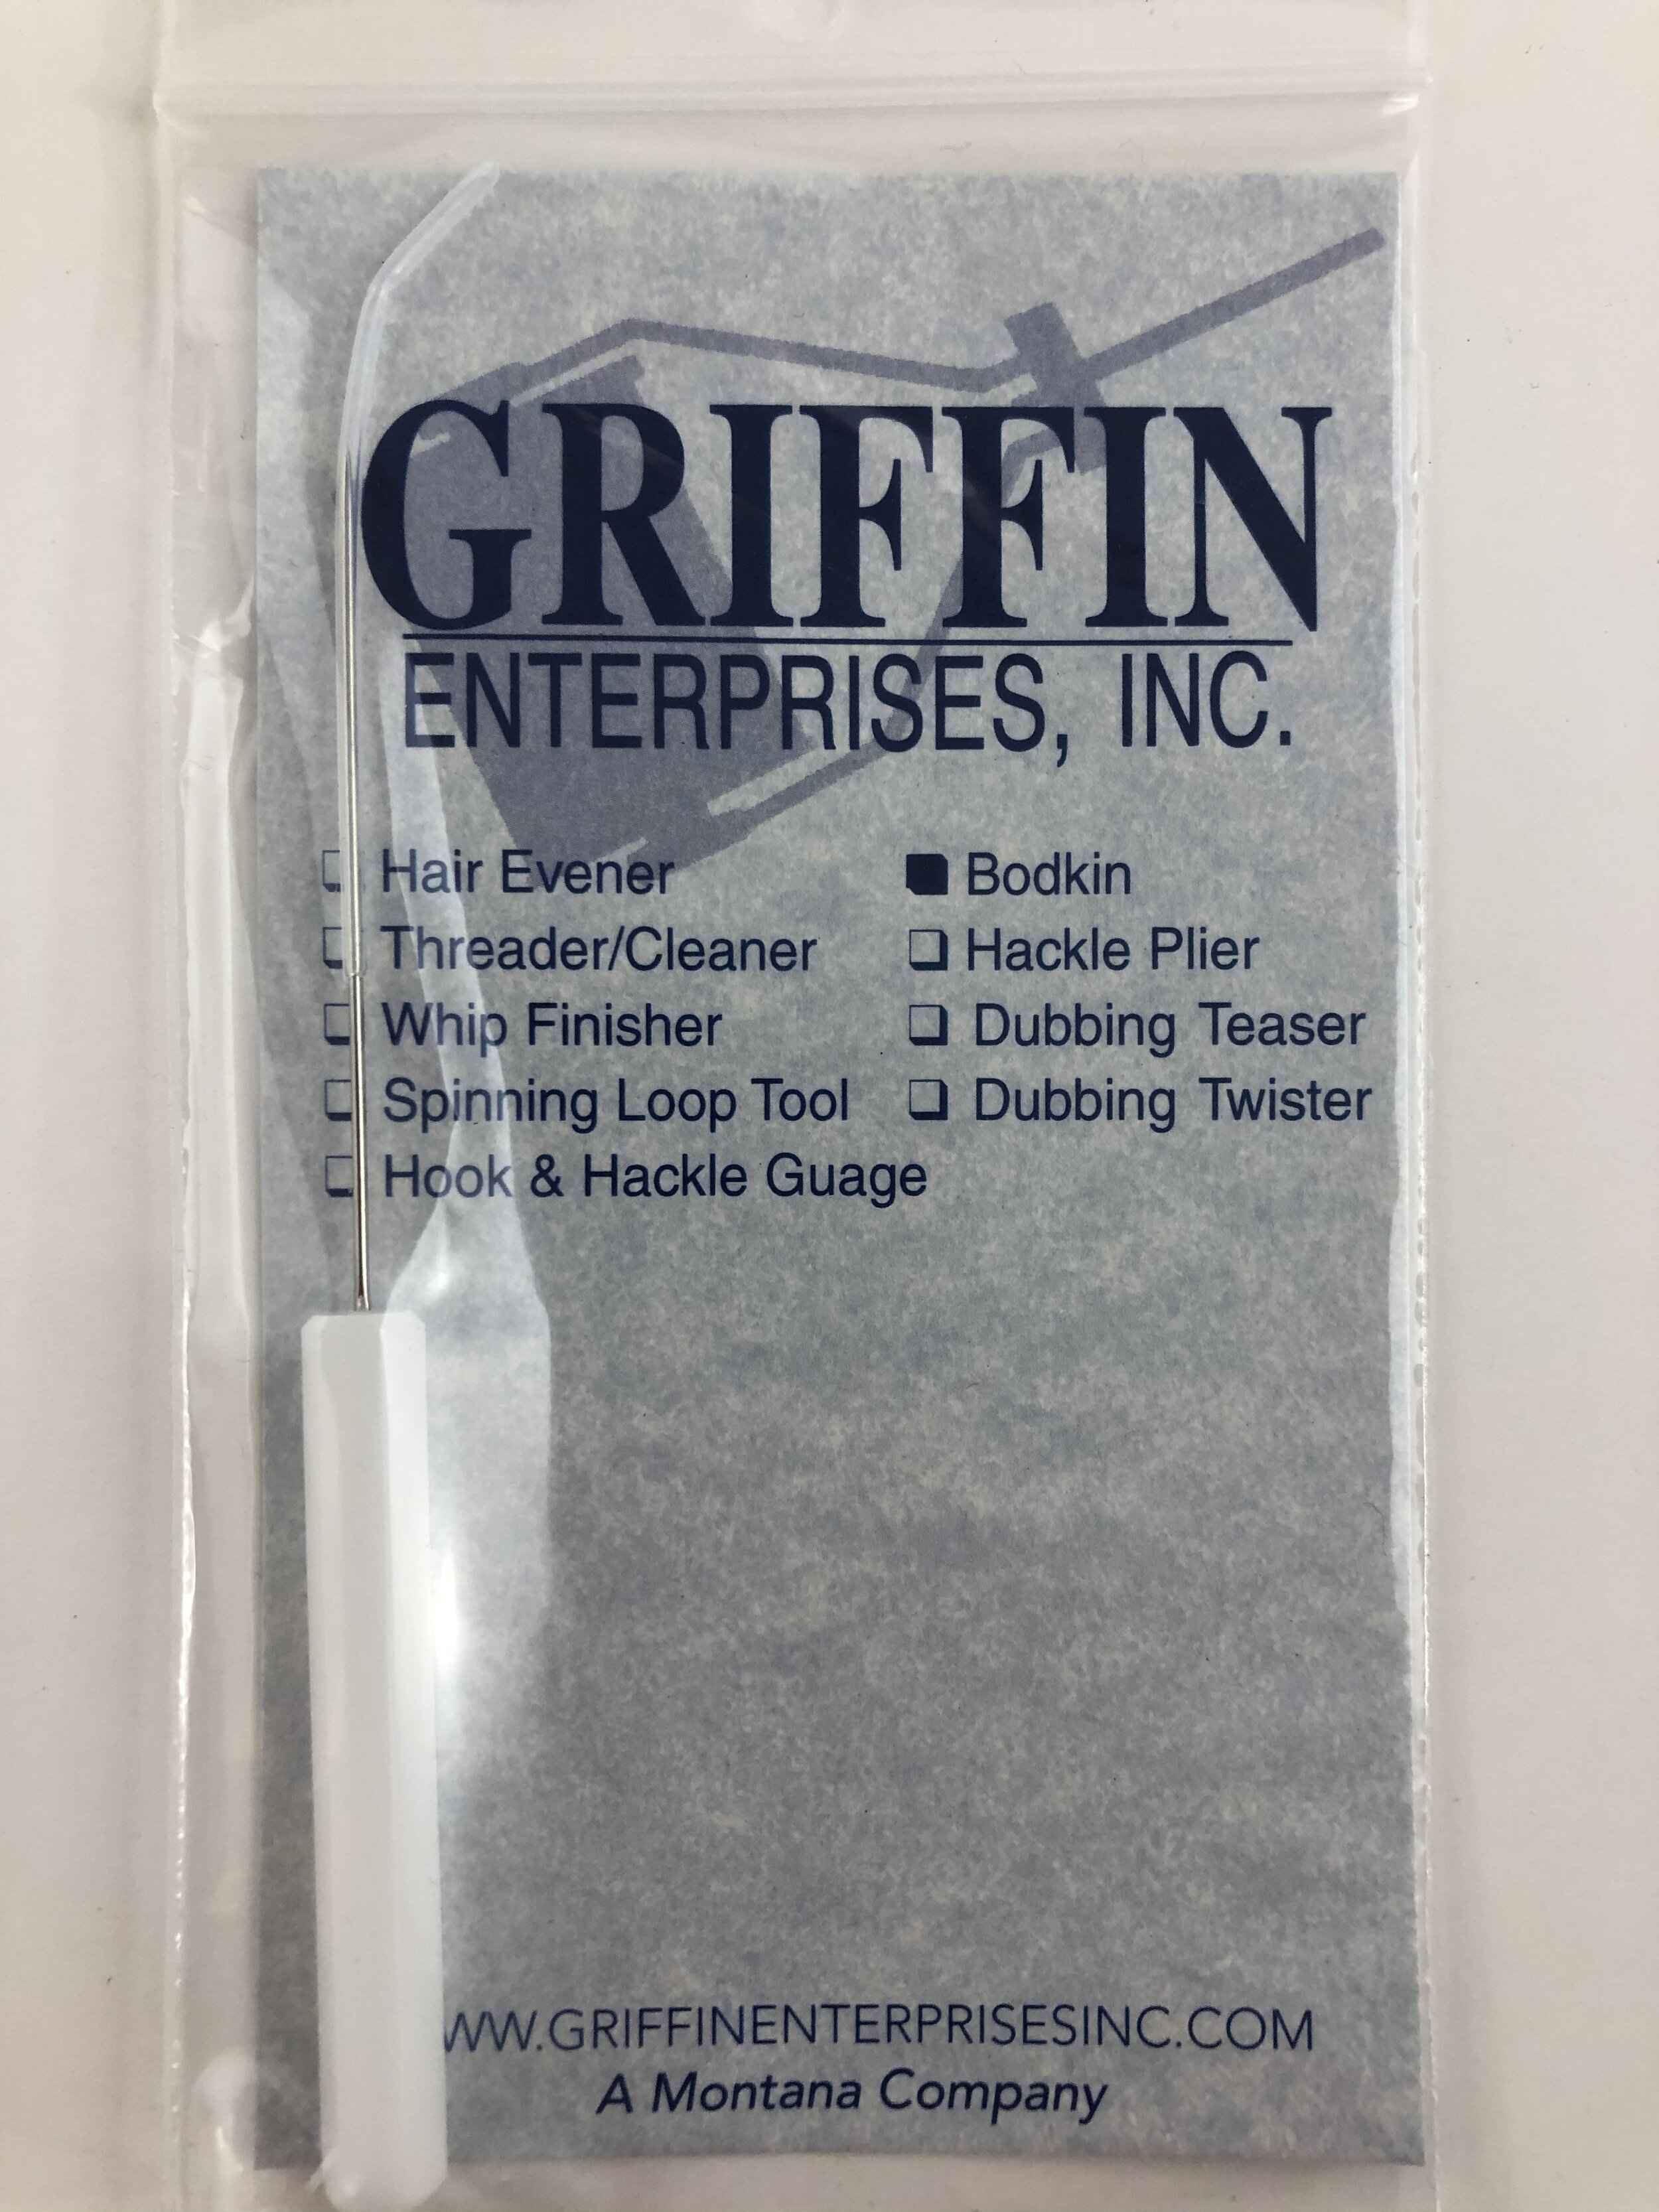 GRIFFIN
ENTERPRISES, INC.
Hair Evener
Threader/Cleaner
Whip Finisher
Spinning Loop Tool
Hook & Hackle Guage
Bodkin
Hackle Plier
Dubbing Teaser
Dubbing Twister
WW.GRIFFINENTERPRISESINC.COM
A Montana Company